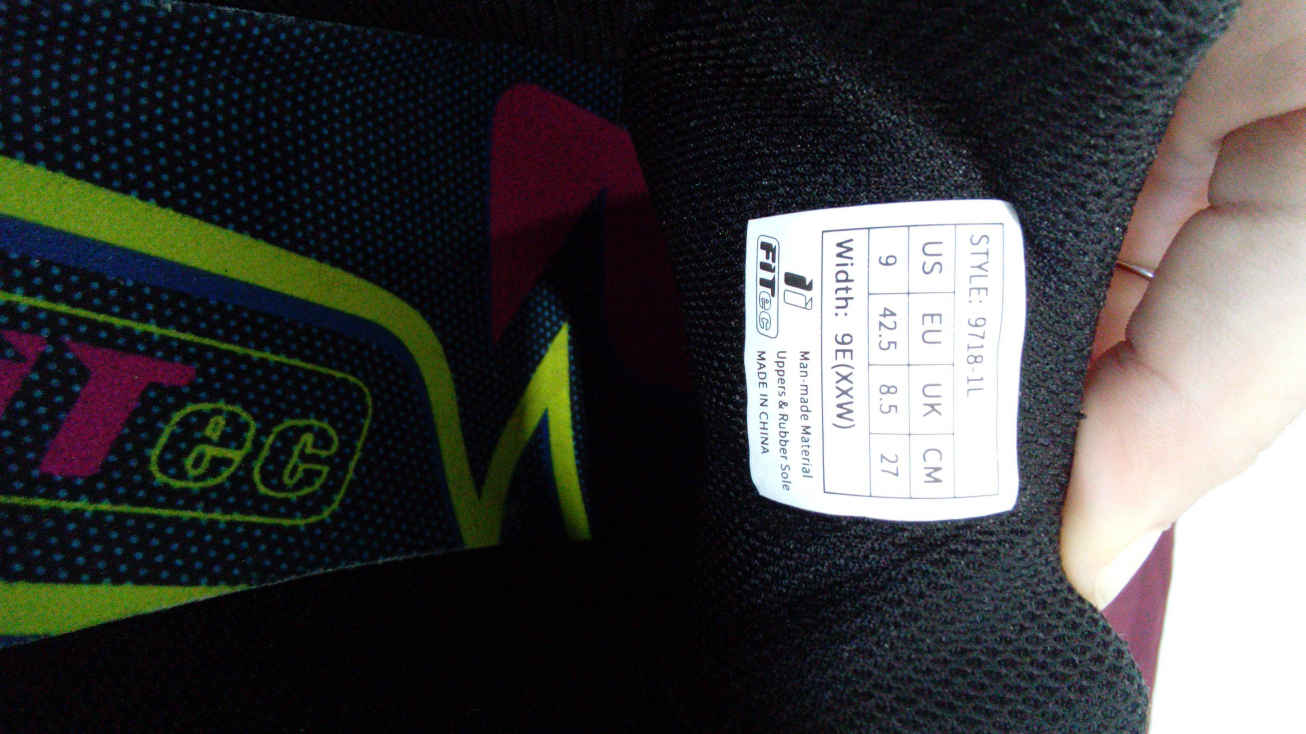 STYLE: 9718-1L
US EU UK CM
9 42.5 8.5 27
Width: 9E(XXW)
FiTec
Man-made Material
Uppers & Rubber Sole
MADE IN CHINA
iTec